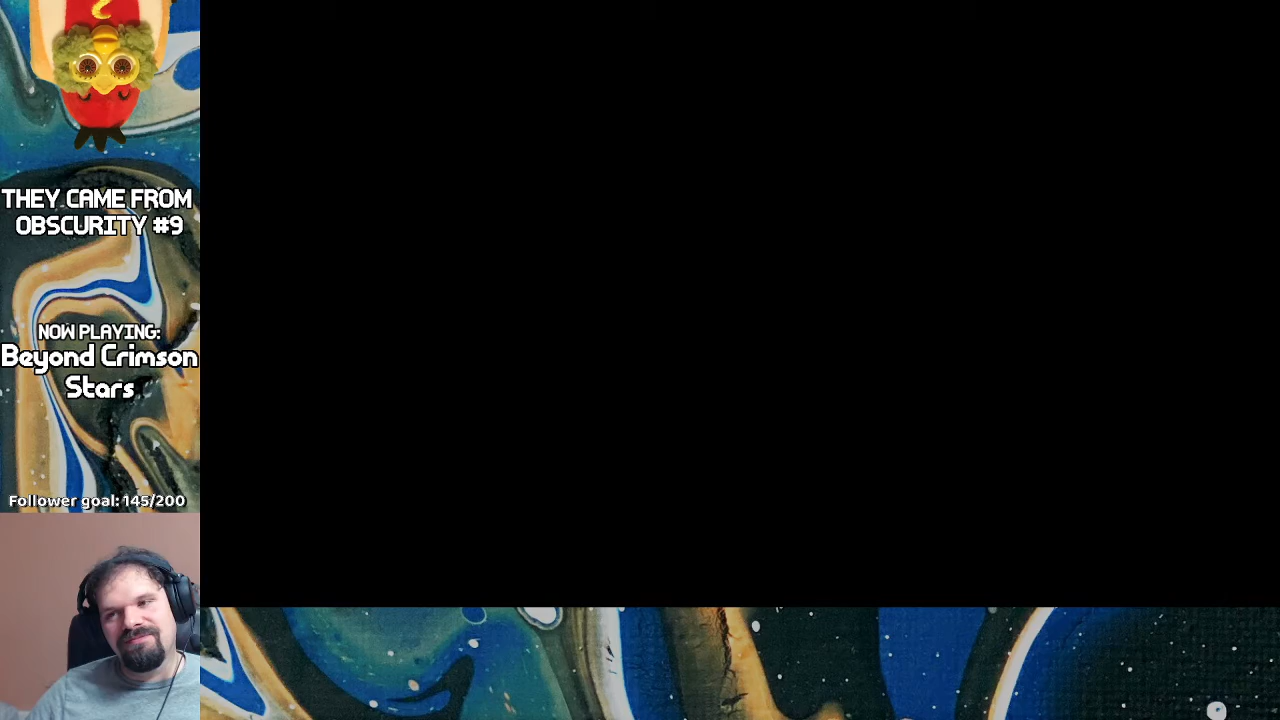 THEY CAME FROM
OBSCURITY #9
NOW PLAYING:
Beyond Crimson
Stars
Follower goal: 145/200